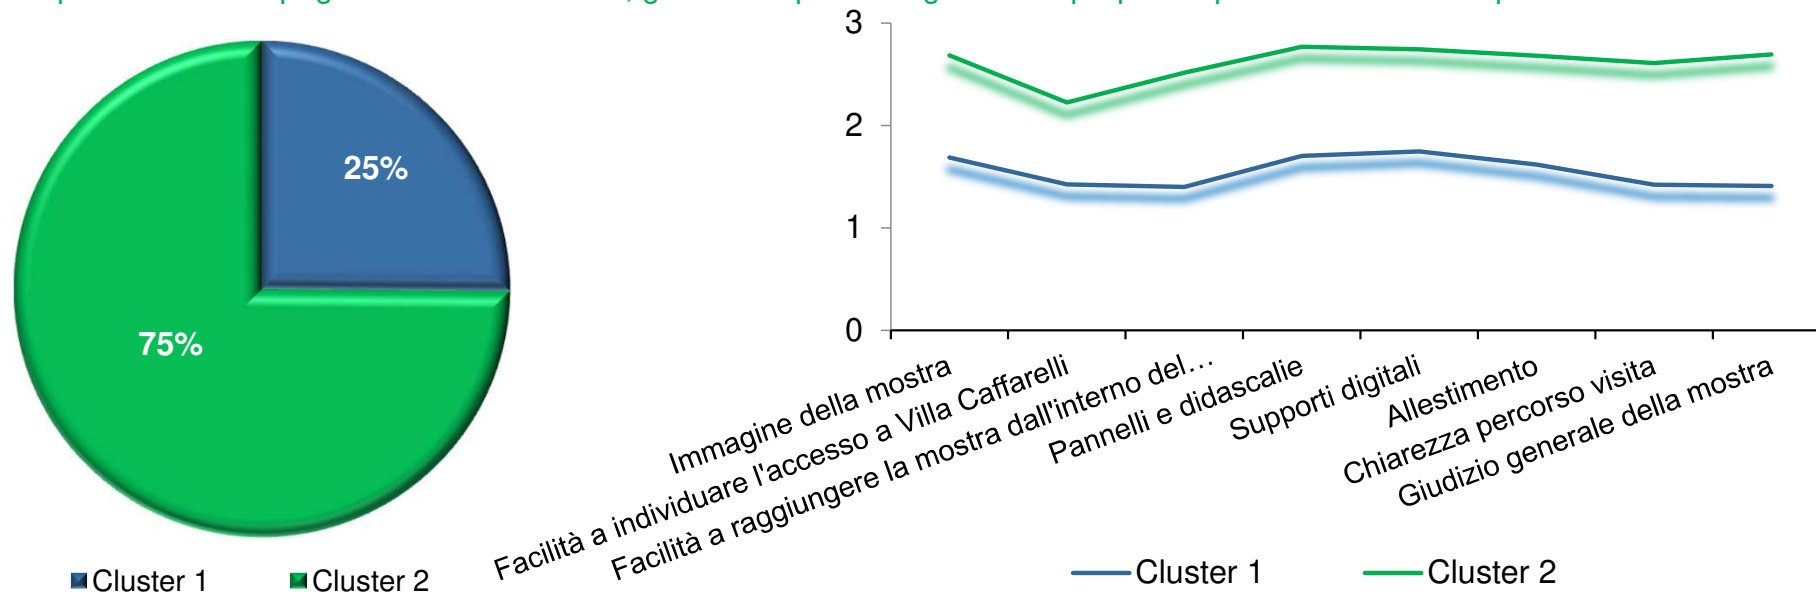 25%
75%
Cluster 1
Cluster 2
3
2
1
0
Immagine della mostra
Facilità a individuare l'accesso a Villa Caffarelli
Facilità a raggiungere la mostra dall'interno del…
Pannelli e didascalie
Supporti digitali
Allestimento
Chiarezza percorso visita
Giudizio generale della mostra
Cluster 1
Cluster 2